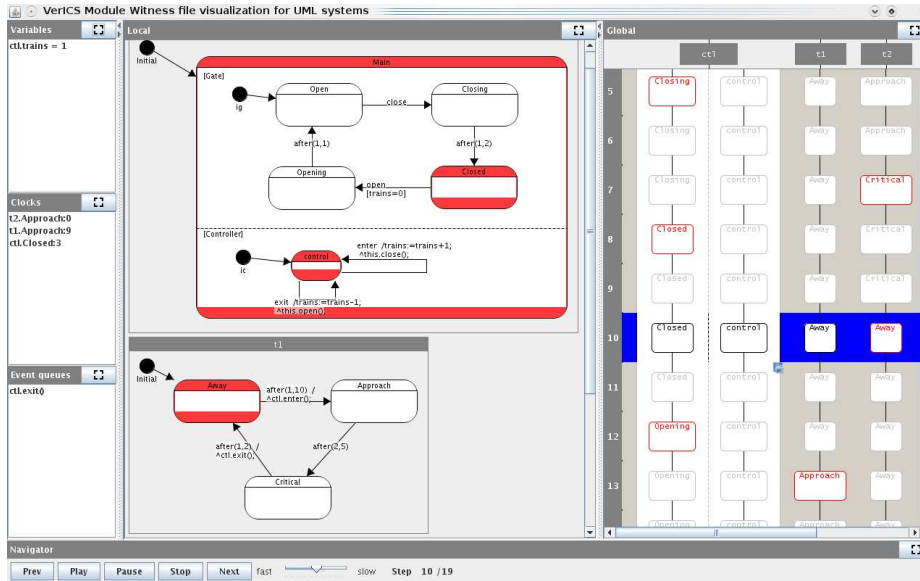 VerICS Module Witness file visualization for UML systems
Variables
ctl.trains = 1
Clocks
t2.Approach:0
t1.Approach:9
ctl.Closed:3
Event queues
ctl.exit()
Local
Initial
Main
[Gate]
ig
Open
close
Closing
after(1,1)
after(1,2)
Opening
open
[trains=0]
Closed
[Controller]
ic
control
enter /trains:=trains+1;
^this.close();
exit /trains:=trains-1;
^this.open()
t1
Initial
Away
after(1,10) /
^ctl.enter();
Approach
after(1,2) /
^ctl.exit();
after(2,5)
Critical
Global
ctl t1 t2
5 Closing control Away Approach
6 Closing control Away Approach
7 Closing control Away Critical
8 Closed control Away Critical
9 Closed control Away Critical
10 Closed control Away Away
11 Closed control Away Away
12 Opening control Away Away
13 Opening control Approach Away
Opening control Approach Away
Navigator
Prev Play Pause Stop Next fast slow Step 10 /19